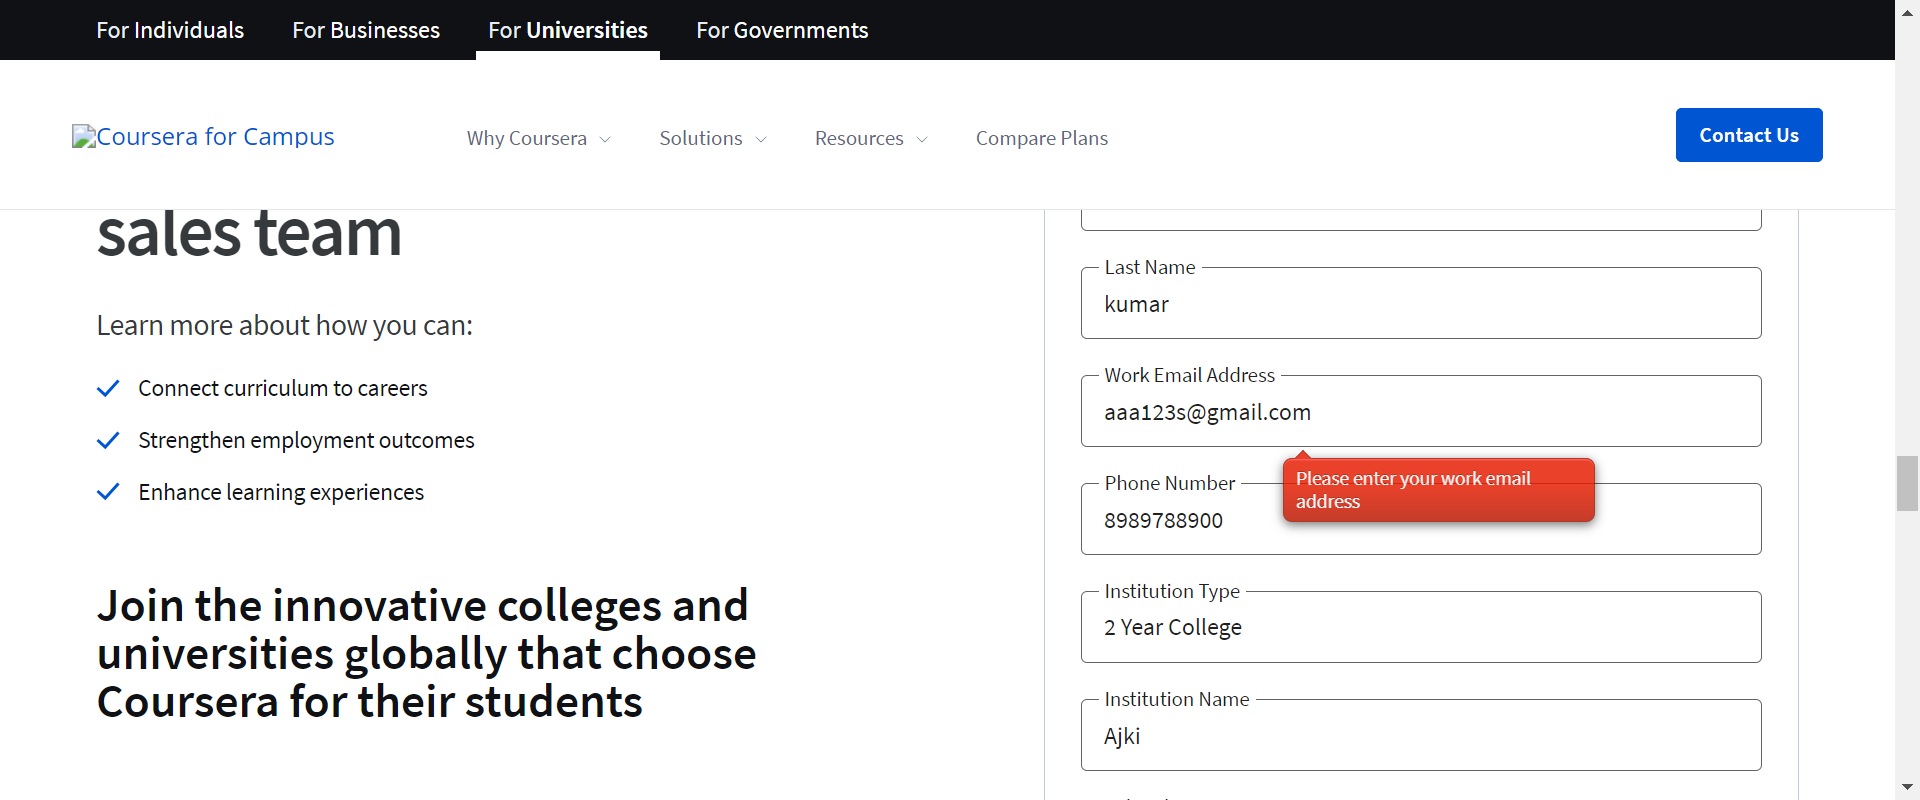 For Individuals
For Businesses
For Universities
For Governments
Coursera for Campus
Why Coursera
Solutions
Resources
Compare Plans
Contact Us
sales team
Learn more about how you can:
Connect curriculum to careers
Strengthen employment outcomes
Enhance learning experiences
Join the innovative colleges and
universities globally that choose
Coursera for their students
Last Name
kumar
Work Email Address
aaa123s@gmail.com
Please enter your work email
address
Phone Number
8989788900
Institution Type
2 Year College
Institution Name
Ajki